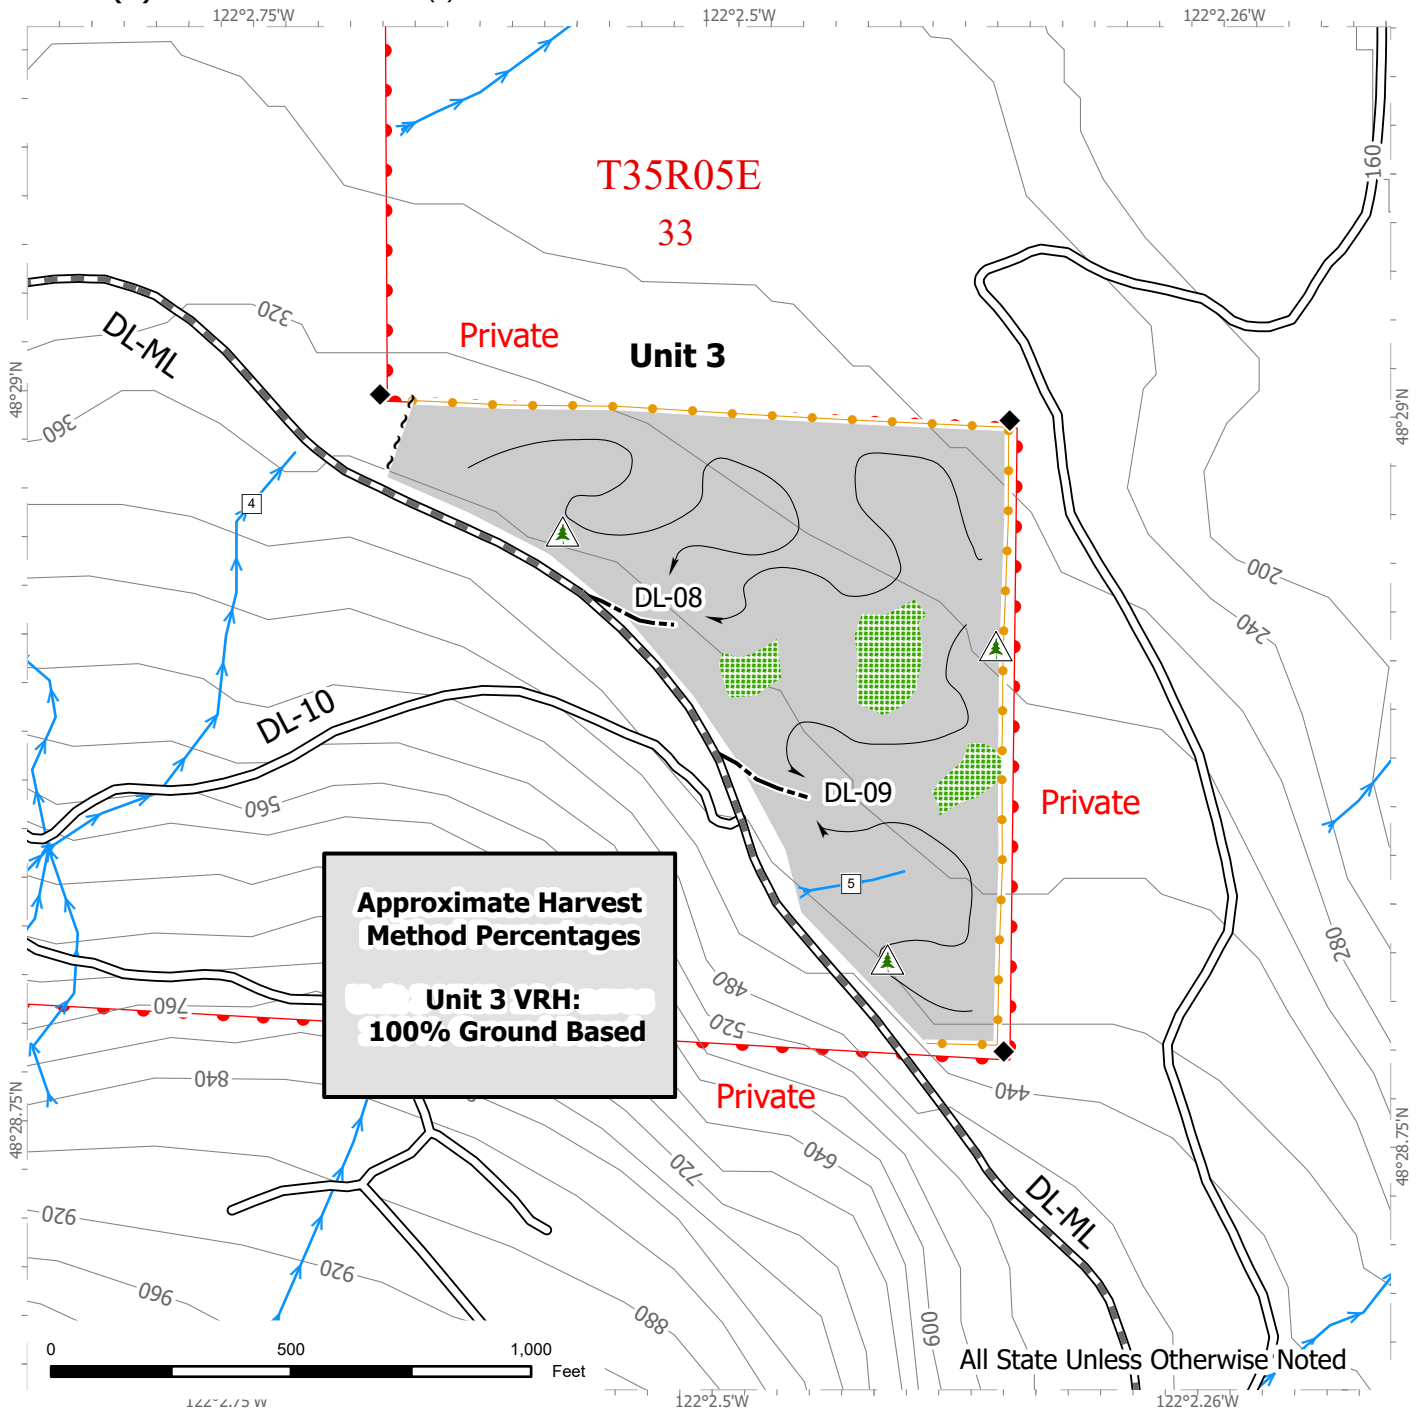 122°2.75'W
122°2.5'W
122°2.26'W
160
T35R05E
33
320
DL-ML
Private
Unit 3
48°29'N
48°29'N
360
4
200
DL-08
240
DL-10
560
DL-09
Private
5
Approximate Harvest
Method Percentages
Unit 3 VRH:
100% Ground Based
280
480
760
520
840
440
Private
48°28.75'N
48°28.75'N
640
720
920
DL-ML
920
960
880
600
0
500
1,000
Feet
All State Unless Otherwise Noted
122°2.75'W
122°2.5'W
122°2.26'W